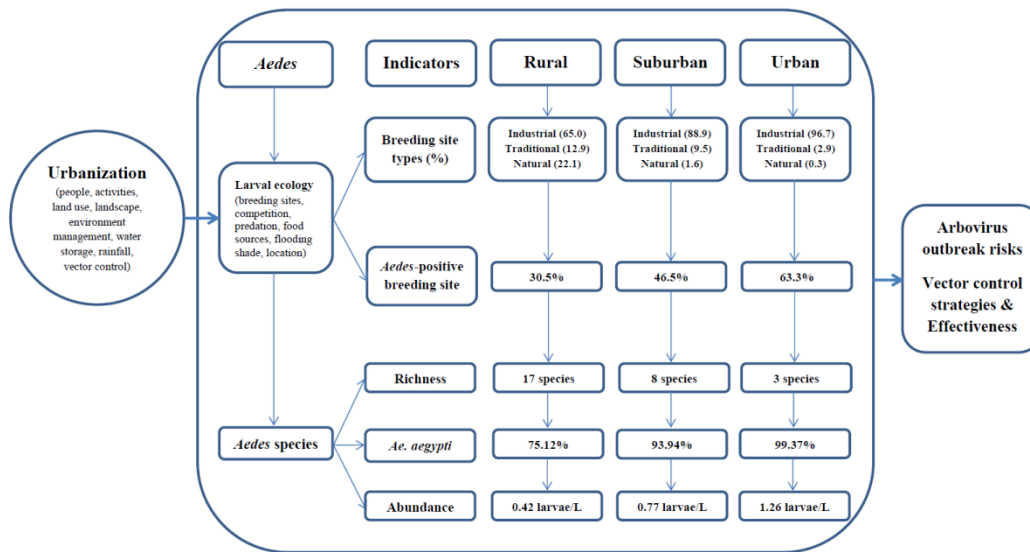 Aedes
Indicators
Rural
Suburban
Urban
Urbanization
(people, activities,
land use, landscape,
environment
management, water
storage, rainfall,
vector control)
Larval ecology
(breeding sites,
competition,
predation, food
sources, flooding
shade, location)
Breeding site
types (%)
Industrial (65.0)
Traditional (12.9)
Natural (22.1)
Industrial (88.9)
Traditional (9.5)
Natural (1.6)
Industrial (96.7)
Traditional (2.9)
Natural (0.3)
Aedes-positive
breeding site
30.5%
46.5%
63.3%
Aedes species
Richness
17 species
8 species
3 species
Ae. aegypti
75.12%
93.94%
99.37%
Abundance
0.42 larvae/L
0.77 larvae/L
1.26 larvae/L
Arbovirus
outbreak risks
Vector control
strategies &
Effectiveness